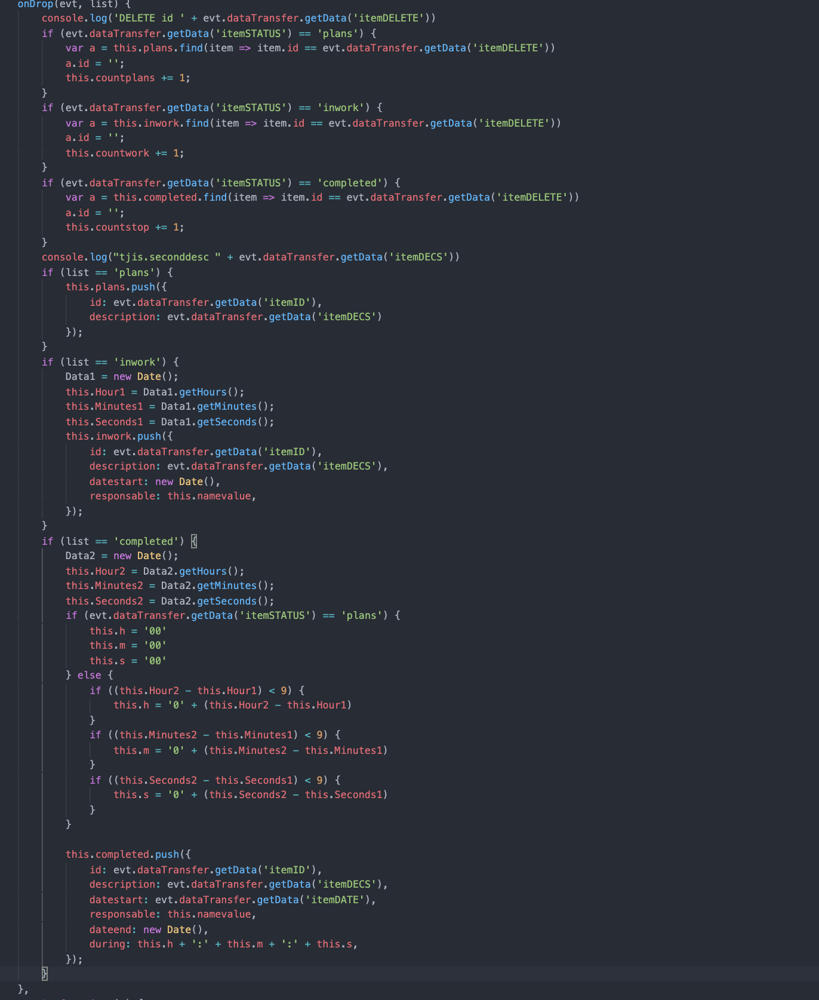 onDrop(evt, list) {
    console.log('DELETE id ' + evt.dataTransfer.getData('itemDELETE'))
    if (evt.dataTransfer.getData('itemSTATUS') == 'plans') {
        var a = this.plans.find(item => item.id == evt.dataTransfer.getData('itemDELETE'))
        a.id = '';
        this.countplans += 1;
    }
    if (evt.dataTransfer.getData('itemSTATUS') == 'inwork') {
        var a = this.inwork.find(item => item.id == evt.dataTransfer.getData('itemDELETE'))
        a.id = '';
        this.countwork += 1;
    }
    if (evt.dataTransfer.getData('itemSTATUS') == 'completed') {
        var a = this.completed.find(item => item.id == evt.dataTransfer.getData('itemDELETE'))
        a.id = '';
        this.countstop += 1;
    }
    console.log("tjis.seconddesc " + evt.dataTransfer.getData('itemDECS'))
    if (list == 'plans') {
        this.plans.push({
            id: evt.dataTransfer.getData('itemID'),
            description: evt.dataTransfer.getData('itemDECS')
        });
    }
    if (list == 'inwork') {
        Data1 = new Date();
        this.Hour1 = Data1.getHours();
        this.Minutes1 = Data1.getMinutes();
        this.Seconds1 = Data1.getSeconds();
        this.inwork.push({
            id: evt.dataTransfer.getData('itemID'),
            description: evt.dataTransfer.getData('itemDECS'),
            datestart: new Date(),
            responsable: this.namevalue,
        });
    }
    if (list == 'completed') {
        Data2 = new Date();
        this.Hour2 = Data2.getHours();
        this.Minutes2 = Data2.getMinutes();
        this.Seconds2 = Data2.getSeconds();
        if (evt.dataTransfer.getData('itemSTATUS') == 'plans') {
            this.h = '00'
            this.m = '00'
            this.s = '00'
        } else {
            if ((this.Hour2 - this.Hour1) < 9) {
                this.h = '0' + (this.Hour2 - this.Hour1)
            }
            if ((this.Minutes2 - this.Minutes1) < 9) {
                this.m = '0' + (this.Minutes2 - this.Minutes1)
            }
            if ((this.Seconds2 - this.Seconds1) < 9) {
                this.s = '0' + (this.Seconds2 - this.Seconds1)
            }
        }

        this.completed.push({
            id: evt.dataTransfer.getData('itemID'),
            description: evt.dataTransfer.getData('itemDECS'),
            datestart: evt.dataTransfer.getData('itemDATE'),
            responsable: this.namevalue,
            dateend: new Date(),
            during: this.h + ':' + this.m + ':' + this.s,
        });
    }
},